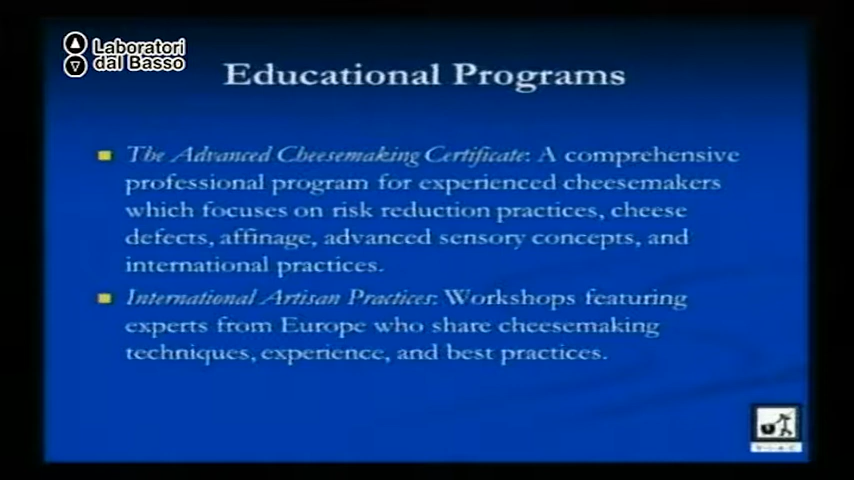 Laboratori
dal Basso
Educational Programs
The Advanced Cheesemaking Certificate: A comprehensive
professional program for experienced cheesemakers
which focuses on risk reduction practices, cheese
defects, affinage, advanced sensory concepts, and
international practices.
International Artisan Practices: Workshops featuring
experts from Europe who share cheesemaking
techniques, experience, and best practices.
V·I·A·C